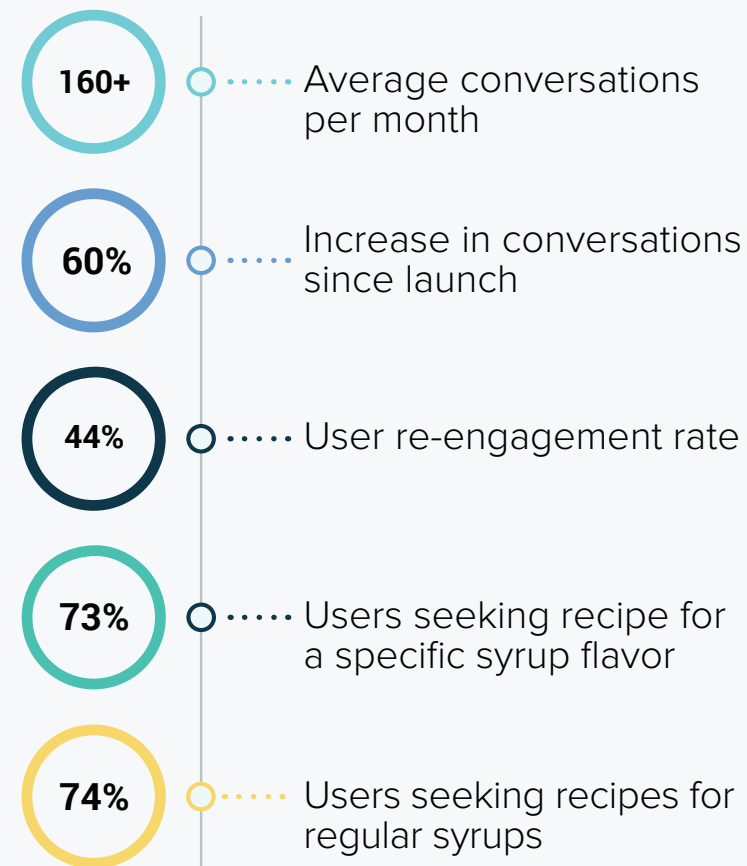 160+
Average conversations
per month
60%
Increase in conversations
since launch
44%
User re-engagement rate
73%
Users seeking recipe for
a specific syrup flavor
74%
Users seeking recipes for
regular syrups